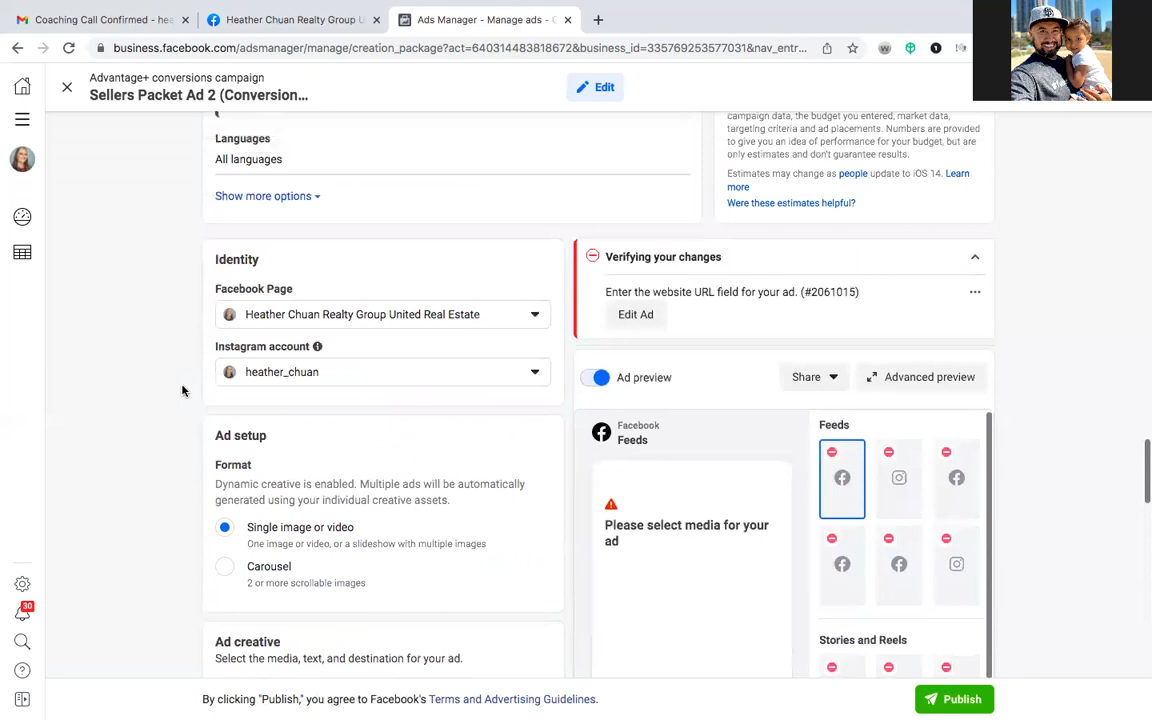 Coaching Call Confirmed - hea
Heather Chuan Realty Group U
Ads Manager - Manage ads - C
business.facebook.com/adsmanager/manage/creation_package?act=640314483818672&business_id=335769253577031&nav_entr...
Advantage+ conversions campaign
Sellers Packet Ad 2 (Conversion...
Edit
Languages
All languages
Show more options
campaign data, the budget you entered, market data,
targeting criteria and ad placements. Numbers are provided
to give you an idea of performance for your budget, but are
only estimates and don't guarantee results.
Estimates may change as people update to iOS 14. Learn
more
Were these estimates helpful?
Identity
Facebook Page
Heather Chuan Realty Group United Real Estate
Instagram account
heather_chuan
Verifying your changes
Enter the website URL field for your ad. (#2061015)
Edit Ad
Ad preview
Share
Advanced preview
Ad setup
Format
Dynamic creative is enabled. Multiple ads will be automatically
generated using your individual creative assets.
Single image or video
One image or video, or a slideshow with multiple images
Carousel
2 or more scrollable images
Facebook
Feeds
Please select media for your
ad
Feeds
Stories and Reels
Ad creative
Select the media, text, and destination for your ad.
30
By clicking "Publish," you agree to Facebook's Terms and Advertising Guidelines.
Publish